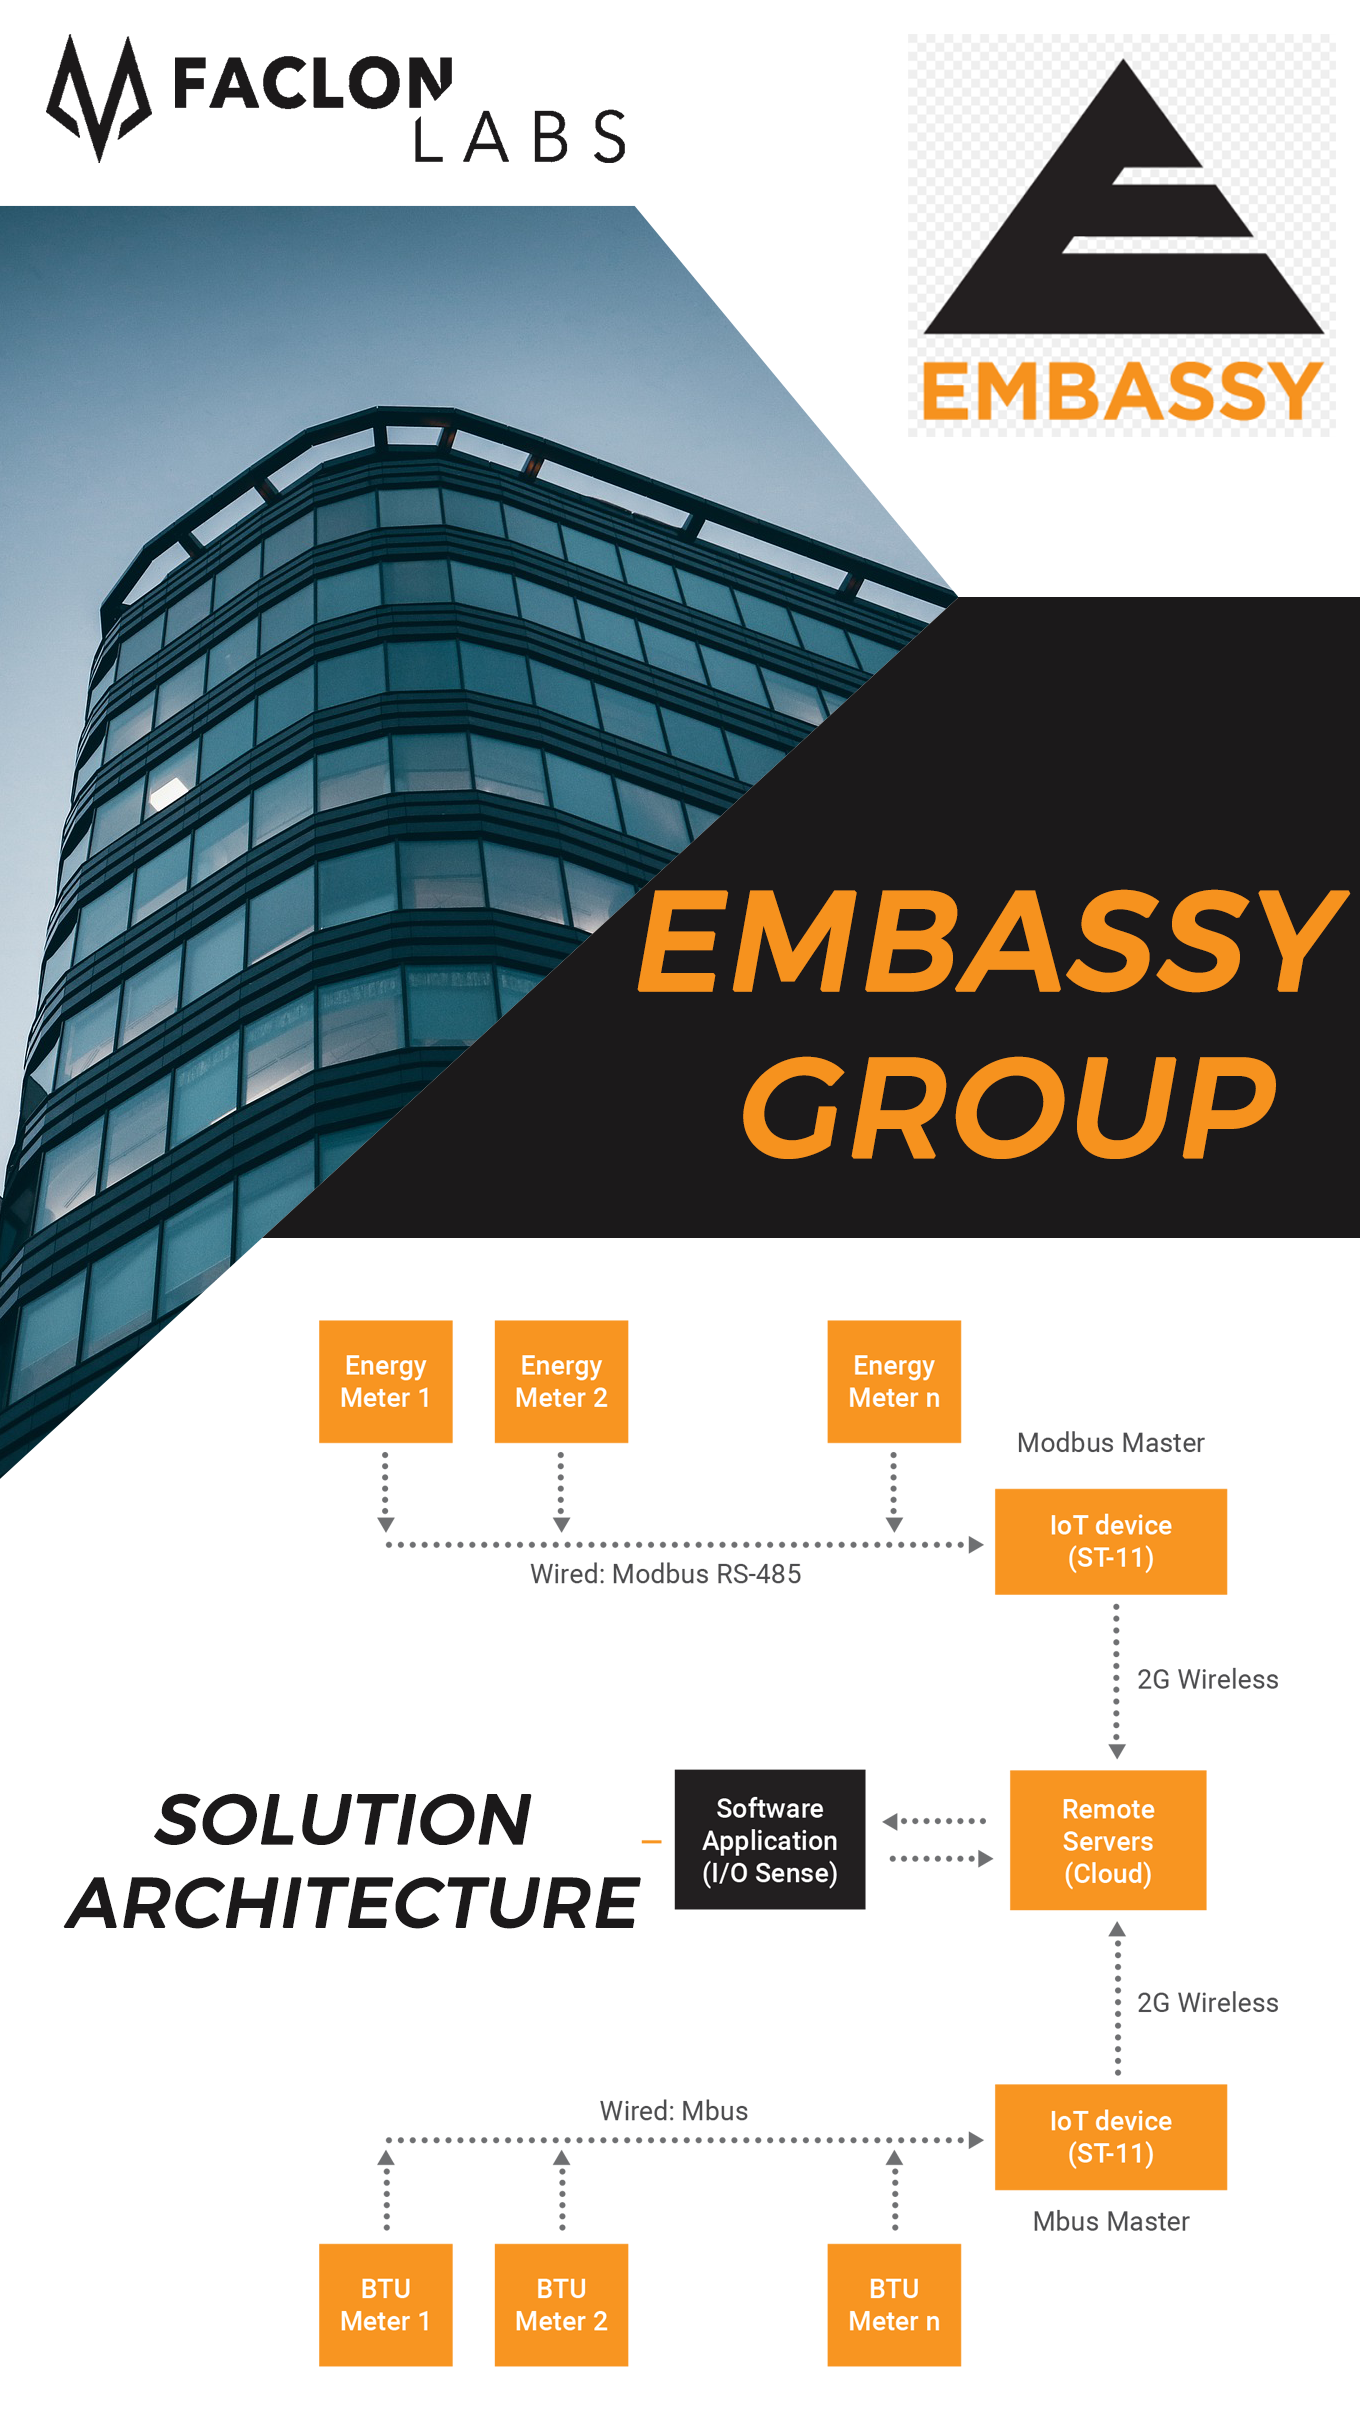 FACLON
LABS
EMBASSY
EMBASSY
GROUP
Energy
Meter 1
Energy
Meter 2
Energy
Meter n
Modbus Master
IoT device
(ST-11)
Wired: Modbus RS-485
2G Wireless
SOLUTION
ARCHITECTURE
Software
Application
(I/O Sense)
Remote
Servers
(Cloud)
2G Wireless
Wired: Mbus
IoT device
(ST-11)
Mbus Master
BTU
Meter 1
BTU
Meter 2
BTU
Meter n